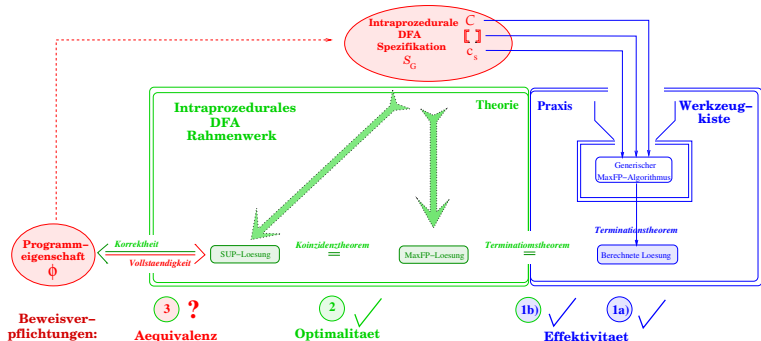 Intraprozedurale
DFA
Spezifikation
S_G
C
[[ ]]
c_s
Intraprozedurales
DFA
Rahmenwerk
Theorie
Praxis
Werkzeug-
kiste
Generischer
MaxFP-Algorithmus
Terminationstheorem
Berechnete Loesung
Programm-
eigenschaft
ϕ
Korrektheit
Vollstaendigkeit
SUP-Loesung
Koinzidenztheorem
=
MaxFP-Loesung
Terminationstheorem
=
Beweisver-
pflichtungen:
3 ?
Aequivalenz
2
Optimalitaet
1b)
1a)
Effektivitaet